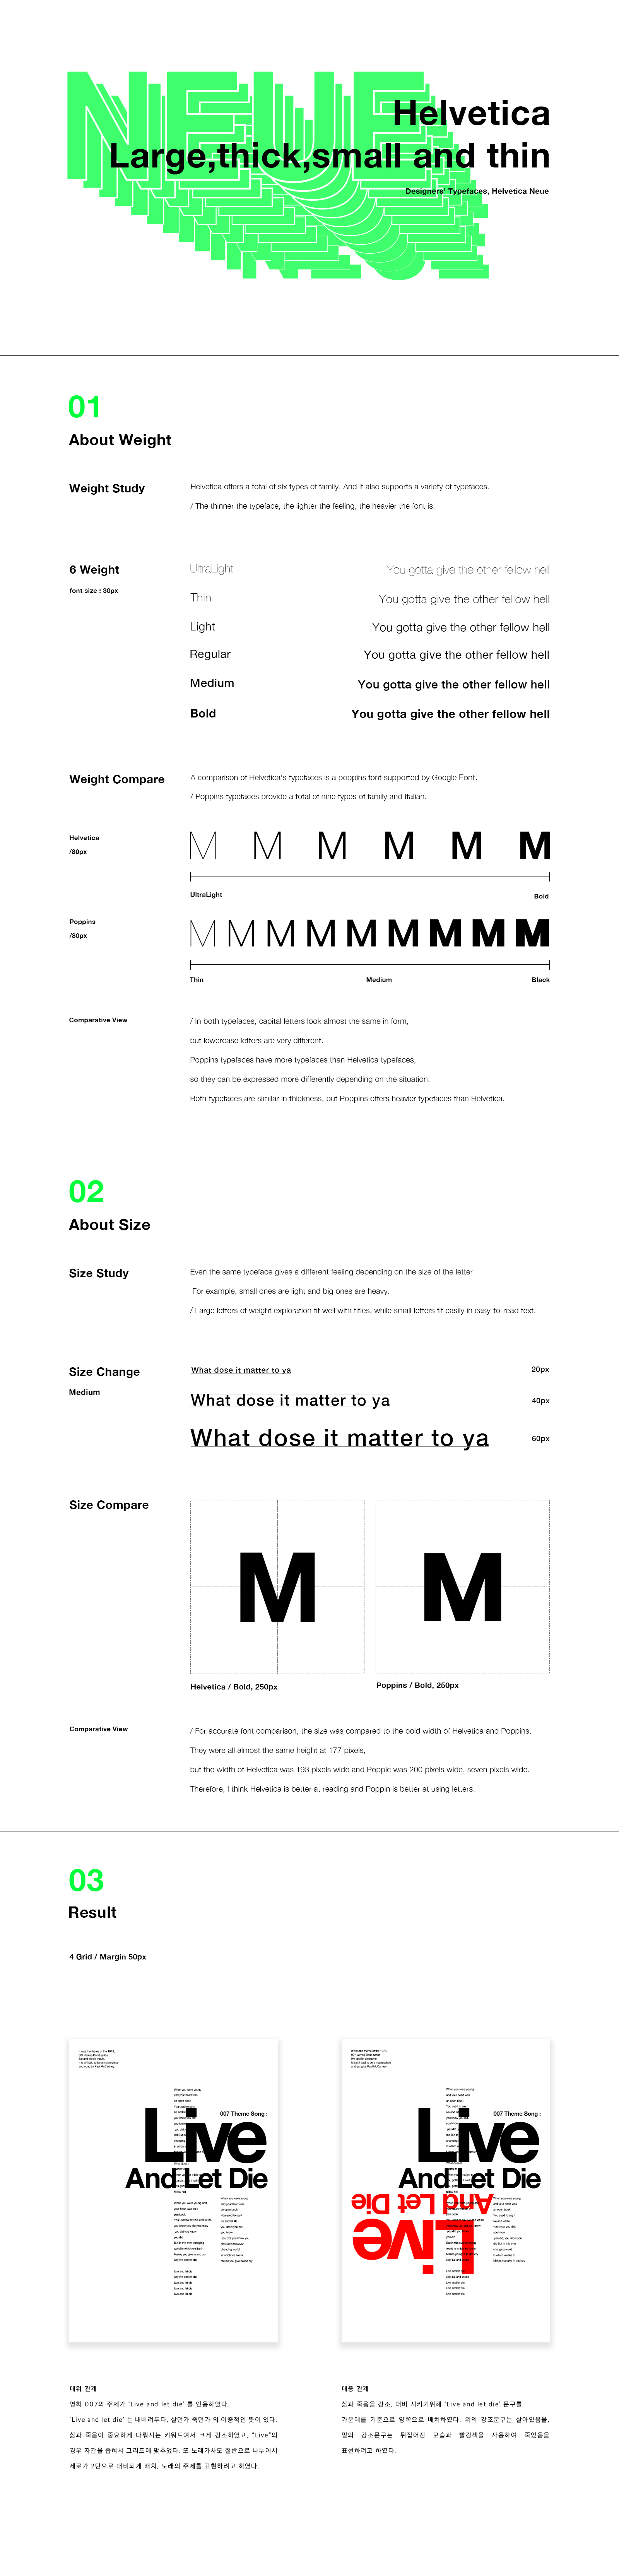 NEUE
Helvetica
Large,thick,small and thin
Designers' Typefaces, Helvetica Neue
01
About Weight
Weight Study
Helvetica offers a total of six types of family. And it also supports a variety of typefaces.
/ The thinner the typeface, the lighter the feeling, the heavier the font is.
6 Weight
font size : 30px
UltraLight
You gotta give the other fellow hell
Thin
You gotta give the other fellow hell
Light
You gotta give the other fellow hell
Regular
You gotta give the other fellow hell
Medium
You gotta give the other fellow hell
Bold
You gotta give the other fellow hell
Weight Compare
A comparison of Helvetica's typefaces is a poppins font supported by Google Font.
/ Poppins typefaces provide a total of nine types of family and Italian.
Helvetica
/80px
M M M M M M
UltraLight
Bold
Poppins
/80px
M M M M M M M M M
Thin
Medium
Black
Comparative View
/ In both typefaces, capital letters look almost the same in form,
but lowercase letters are very different.
Poppins typefaces have more typefaces than Helvetica typefaces,
so they can be expressed more differently depending on the situation.
Both typefaces are similar in thickness, but Poppins offers heavier typefaces than Helvetica.
02
About Size
Size Study
Even the same typeface gives a different feeling depending on the size of the letter.
For example, small ones are light and big ones are heavy.
/ Large letters of weight exploration fit well with titles, while small letters fit easily in easy-to-read text.
Size Change
Medium
What dose it matter to ya
20px
What dose it matter to ya
40px
What dose it matter to ya
60px
Size Compare
M
M
Helvetica / Bold, 250px
Poppins / Bold, 250px
Comparative View
/ For accurate font comparison, the size was compared to the bold width of Helvetica and Poppins.
They were all almost the same height at 177 pixels,
but the width of Helvetica was 193 pixels wide and Poppic was 200 pixels wide, seven pixels wide.
Therefore, I think Helvetica is better at reading and Poppin is better at using letters.
03
Result
4 Grid / Margin 50px
007 Theme Song :
Live
And Let Die
When you were young
and your heart was
an open book
007 Theme Song :
Live
And Let Die
And Let Die
Live
When you were young
and your heart was
an open book
대위 관계
영화 007의 주제가 'Live and let die' 를 인용하였다.
'Live and let die' 는 내버려두다, 살던가 죽던가 의 이중적인 뜻이 있다.
삶과 죽음이 중요하게 다뤄지는 키워드여서 크게 강조하였고, "Live"의
경우 자간을 좁혀서 그리드에 맞추었다. 또 노래가사도 절반으로 나누어서
세로가 2단으로 대비되게 배치, 노래의 주제를 표현하려고 하였다.
대응 관계
삶과 죽음을 강조, 대비 시키기위해 'Live and let die' 문구를
가운데를 기준으로 양쪽으로 배치하였다. 위의 강조문구는 살아있음을,
밑의 강조문구는 뒤집어진 모습과 빨강색을 사용하여 죽었음을
표현하려고 하였다.